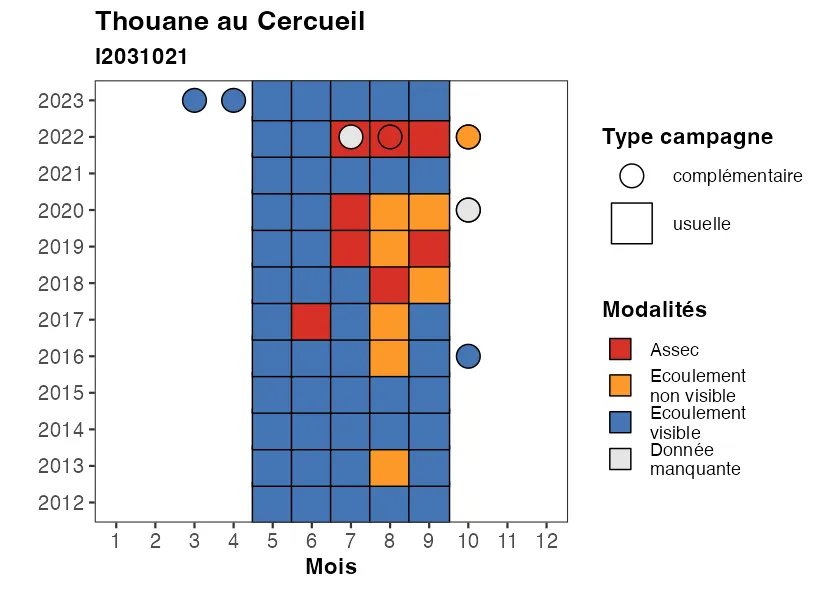 Thouane au Cercueil
I2031021
2023
2022
2021
2020
2019
2018
2017
2016
2015
2014
2013
2012
1 2 3 4 5 6 7 8 9 10 11 12
Mois
Type campagne
complémentaire
usuelle
Modalités
Assec
Ecoulement
non visible
Ecoulement
visible
Donnée
manquante